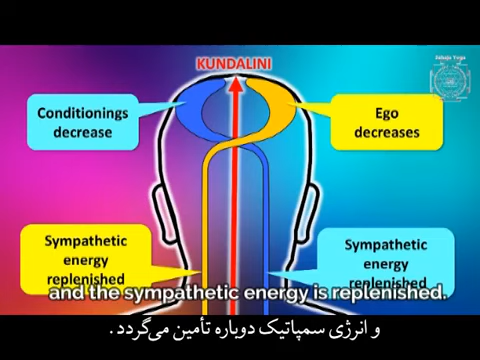 Sahaja Yoga
KUNDALINI
Conditionings
decrease
Ego
decreases
Sympathetic
energy
replenished
Sympathetic
energy
replenished
and the sympathetic energy is replenished.
و انرژی سمپاتیک دوباره تأمین می‌گردد .